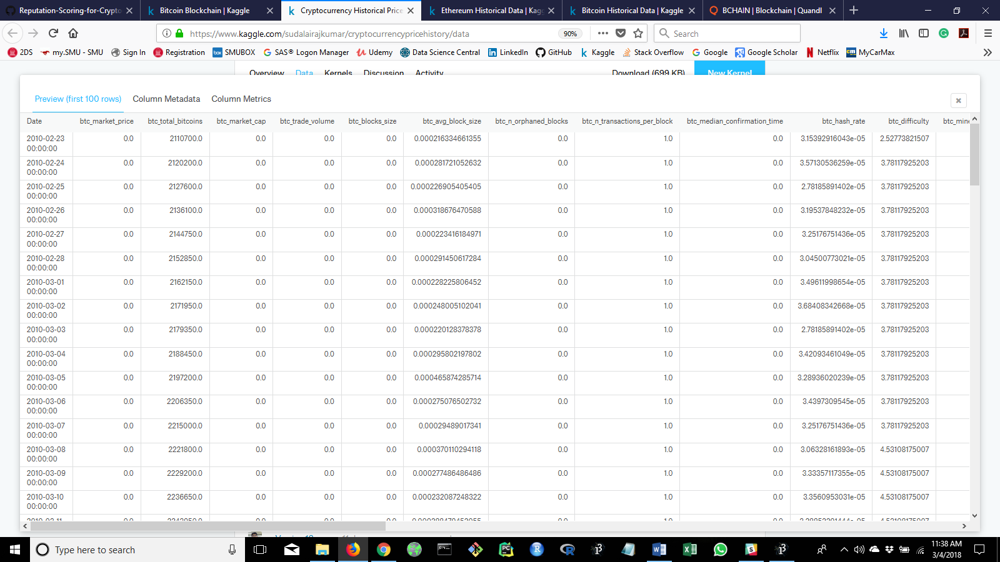 Reputation-Scoring-for-Crypto
Bitcoin Blockchain | Kaggle
Cryptocurrency Historical Price
Ethereum Historical Data | Kag
Bitcoin Historical Data | Kaggle
BCHAIN | Blockchain | Quandl
https://www.kaggle.com/sudalairajkumar/cryptocurrencypricehistory/data
90%
Search
2DS my.SMU - SMU Sign In Registration SMUBOX SAS® Logon Manager Udemy Data Science Central LinkedIn GitHub Kaggle Stack Overflow Google Google Scholar Netflix MyCarMax
Overview Data Kernels Discussion Activity Download (699 KB) New Kernel
Preview (first 100 rows) Column Metadata Column Metrics
Date btc_market_price btc_total_bitcoins btc_market_cap btc_trade_volume btc_blocks_size btc_avg_block_size btc_n_orphaned_blocks btc_n_transactions_per_block btc_median_confirmation_time btc_hash_rate btc_difficulty btc_mine
2010-02-23 00:00:00 0.0 2110700.0 0.0 0.0 0.0 0.000216334661355 0.0 1.0 0.0 3.15392916043e-05 2.52773821507
2010-02-24 00:00:00 0.0 2120200.0 0.0 0.0 0.0 0.000281721052632 0.0 1.0 0.0 3.57130536259e-05 3.78117925203
2010-02-25 00:00:00 0.0 2127600.0 0.0 0.0 0.0 0.000226905405405 0.0 1.0 0.0 2.78185891402e-05 3.78117925203
2010-02-26 00:00:00 0.0 2136100.0 0.0 0.0 0.0 0.000318676470588 0.0 1.0 0.0 3.19537848232e-05 3.78117925203
2010-02-27 00:00:00 0.0 2144750.0 0.0 0.0 0.0 0.000223416184971 0.0 1.0 0.0 3.25176751436e-05 3.78117925203
2010-02-28 00:00:00 0.0 2152850.0 0.0 0.0 0.0 0.000291450617284 0.0 1.0 0.0 3.04500773021e-05 3.78117925203
2010-03-01 00:00:00 0.0 2162150.0 0.0 0.0 0.0 0.000228225806452 0.0 1.0 0.0 3.49611998654e-05 3.78117925203
2010-03-02 00:00:00 0.0 2171950.0 0.0 0.0 0.0 0.000248005102041 0.0 1.0 0.0 3.68408342668e-05 3.78117925203
2010-03-03 00:00:00 0.0 2179350.0 0.0 0.0 0.0 0.000220128378378 0.0 1.0 0.0 2.78185891402e-05 3.78117925203
2010-03-04 00:00:00 0.0 2188450.0 0.0 0.0 0.0 0.000295802197802 0.0 1.0 0.0 3.42093461049e-05 3.78117925203
2010-03-05 00:00:00 0.0 2197200.0 0.0 0.0 0.0 0.000465874285714 0.0 1.0 0.0 3.28936020239e-05 3.78117925203
2010-03-06 00:00:00 0.0 2206350.0 0.0 0.0 0.0 0.000275076502732 0.0 1.0 0.0 3.4397309545e-05 3.78117925203
2010-03-07 00:00:00 0.0 2215000.0 0.0 0.0 0.0 0.00029489017341 0.0 1.0 0.0 3.25176751436e-05 3.78117925203
2010-03-08 00:00:00 0.0 2221800.0 0.0 0.0 0.0 0.000370110294118 0.0 1.0 0.0 3.06328161893e-05 4.53108175007
2010-03-09 00:00:00 0.0 2229200.0 0.0 0.0 0.0 0.000277486486486 0.0 1.0 0.0 3.33357117355e-05 4.53108175007
2010-03-10 00:00:00 0.0 2236650.0 0.0 0.0 0.0 0.000232087248322 0.0 1.0 0.0 3.3560953031e-05 4.53108175007
Type here to search
11:38 AM
3/4/2018